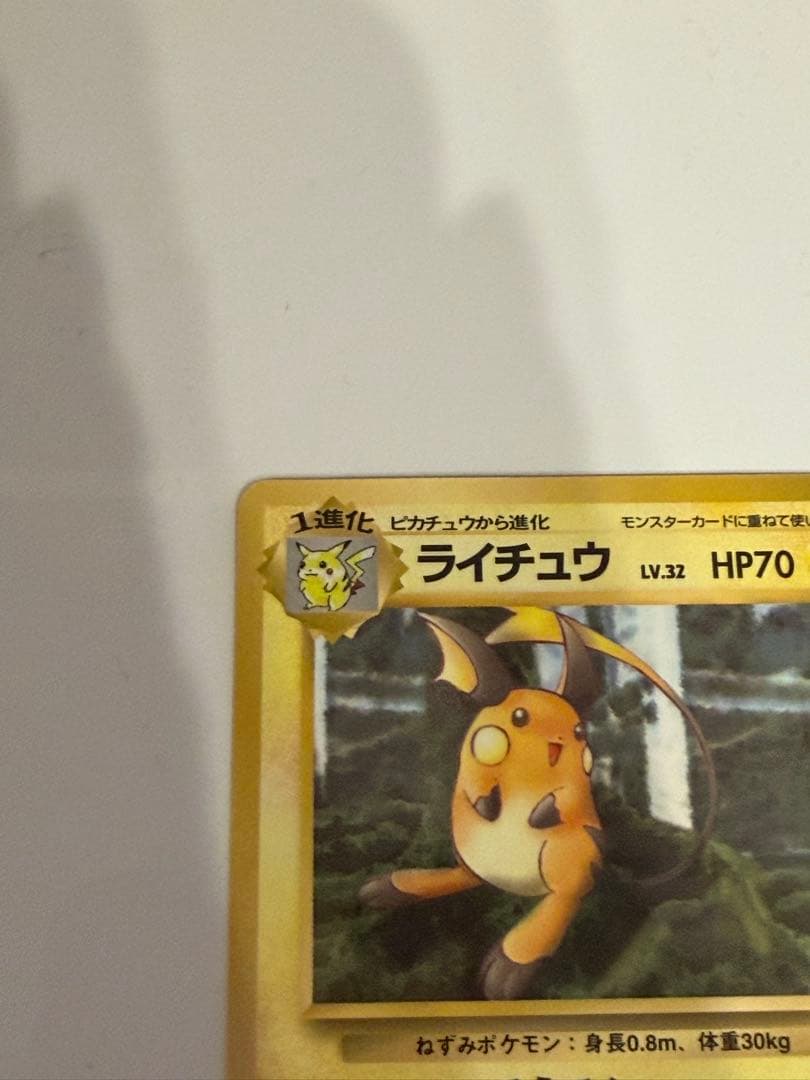 1進化 ピカチュウから進化 モンスターカードに重ねて使い
ライチュウ LV.32 HP70
ねずみポケモン：身長0.8m、体重30kg